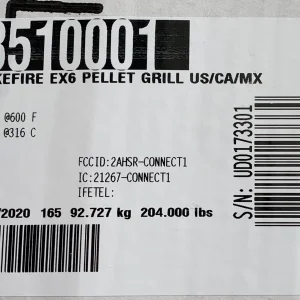 3510001
KEFIRE EX6 PELLET GRILL US/CA/MX
@600 F
@316 C
FCCID:2AHSR-CONNECT1
IC:21267-CONNECT1
IFETEL:
/2020 165 92.727 kg 204.000 lbs
S/N: UD0173301